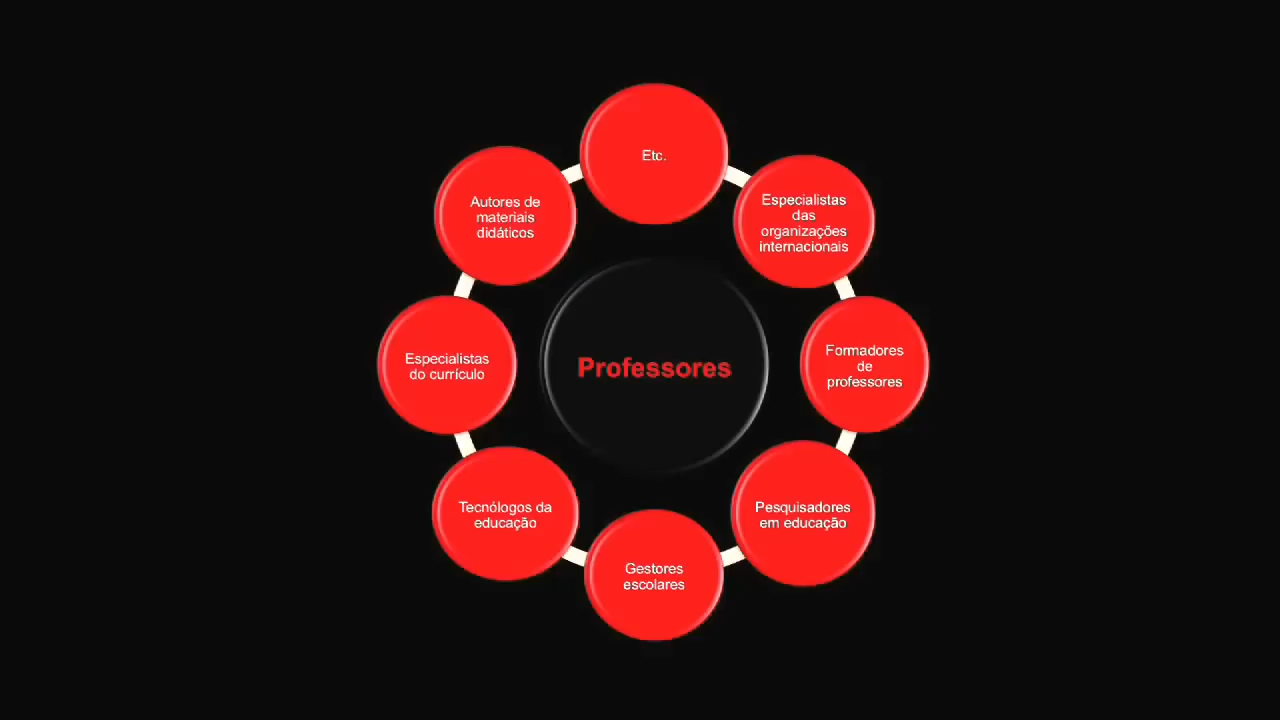 Etc.
Especialistas
das
organizações
internacionais
Formadores
de
professores
Pesquisadores
em educação
Gestores
escolares
Tecnólogos da
educação
Especialistas
do currículo
Autores de
materiais
didáticos
Professores